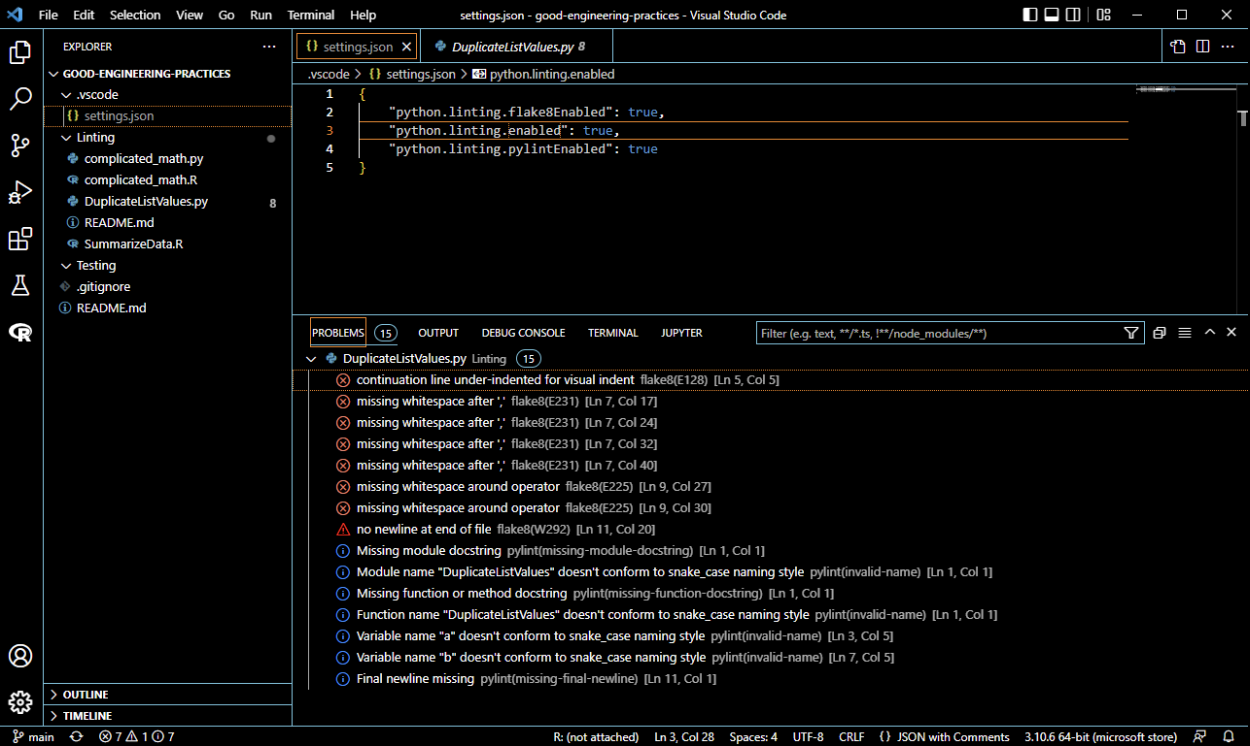 File Edit Selection View Go Run Terminal Help settings.json - good-engineering-practices - Visual Studio Code
EXPLORER ···
GOOD-ENGINEERING-PRACTICES
.vscode
{} settings.json
Linting
complicated_math.py
complicated_math.R
DuplicateListValues.py 8
README.md
SummarizeData.R
Testing
.gitignore
README.md
OUTLINE
TIMELINE
{} settings.json DuplicateListValues.py 8
.vscode > {} settings.json > python.linting.enabled
1 {
2 "python.linting.flake8Enabled": true,
3 "python.linting.enabled": true,
4 "python.linting.pylintEnabled": true
5 }
PROBLEMS 15 OUTPUT DEBUG CONSOLE TERMINAL JUPYTER Filter (e.g. text, **/*.ts, !**/node_modules/**)
DuplicateListValues.py Linting 15
continuation line under-indented for visual indent flake8(E128) [Ln 5, Col 5]
missing whitespace after ',' flake8(E231) [Ln 7, Col 17]
missing whitespace after ',' flake8(E231) [Ln 7, Col 24]
missing whitespace after ',' flake8(E231) [Ln 7, Col 32]
missing whitespace after ',' flake8(E231) [Ln 7, Col 40]
missing whitespace around operator flake8(E225) [Ln 9, Col 27]
missing whitespace around operator flake8(E225) [Ln 9, Col 30]
no newline at end of file flake8(W292) [Ln 11, Col 20]
Missing module docstring pylint(missing-module-docstring) [Ln 1, Col 1]
Module name "DuplicateListValues" doesn't conform to snake_case naming style pylint(invalid-name) [Ln 1, Col 1]
Missing function or method docstring pylint(missing-function-docstring) [Ln 1, Col 1]
Function name "DuplicateListValues" doesn't conform to snake_case naming style pylint(invalid-name) [Ln 1, Col 1]
Variable name "a" doesn't conform to snake_case naming style pylint(invalid-name) [Ln 3, Col 5]
Variable name "b" doesn't conform to snake_case naming style pylint(invalid-name) [Ln 7, Col 5]
Final newline missing pylint(missing-final-newline) [Ln 11, Col 1]
main 7 1 7 R: (not attached) Ln 3, Col 28 Spaces: 4 UTF-8 CRLF {} JSON with Comments 3.10.6 64-bit (microsoft store)